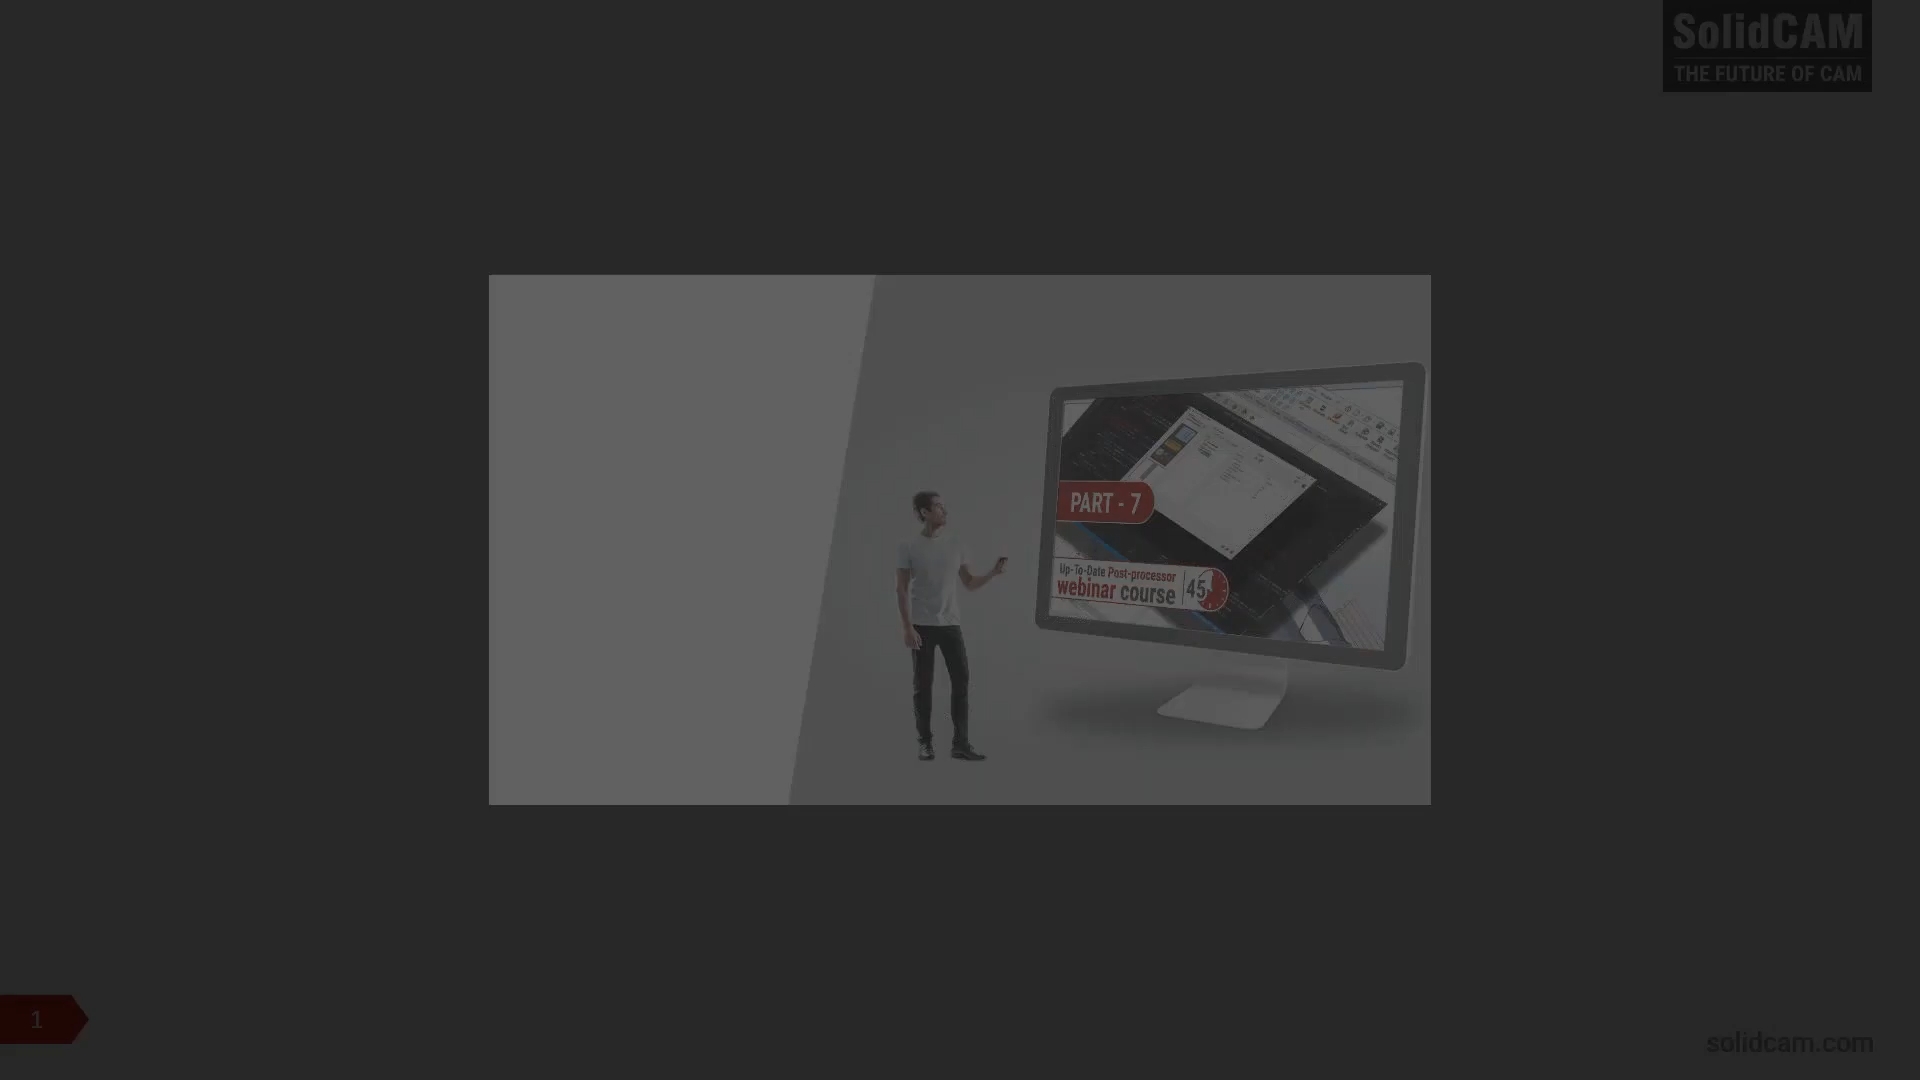 SolidCAM
THE FUTURE OF CAM
PART - 7
Up-To-Date Post-processor
webinar course
45
1
solidcam.com